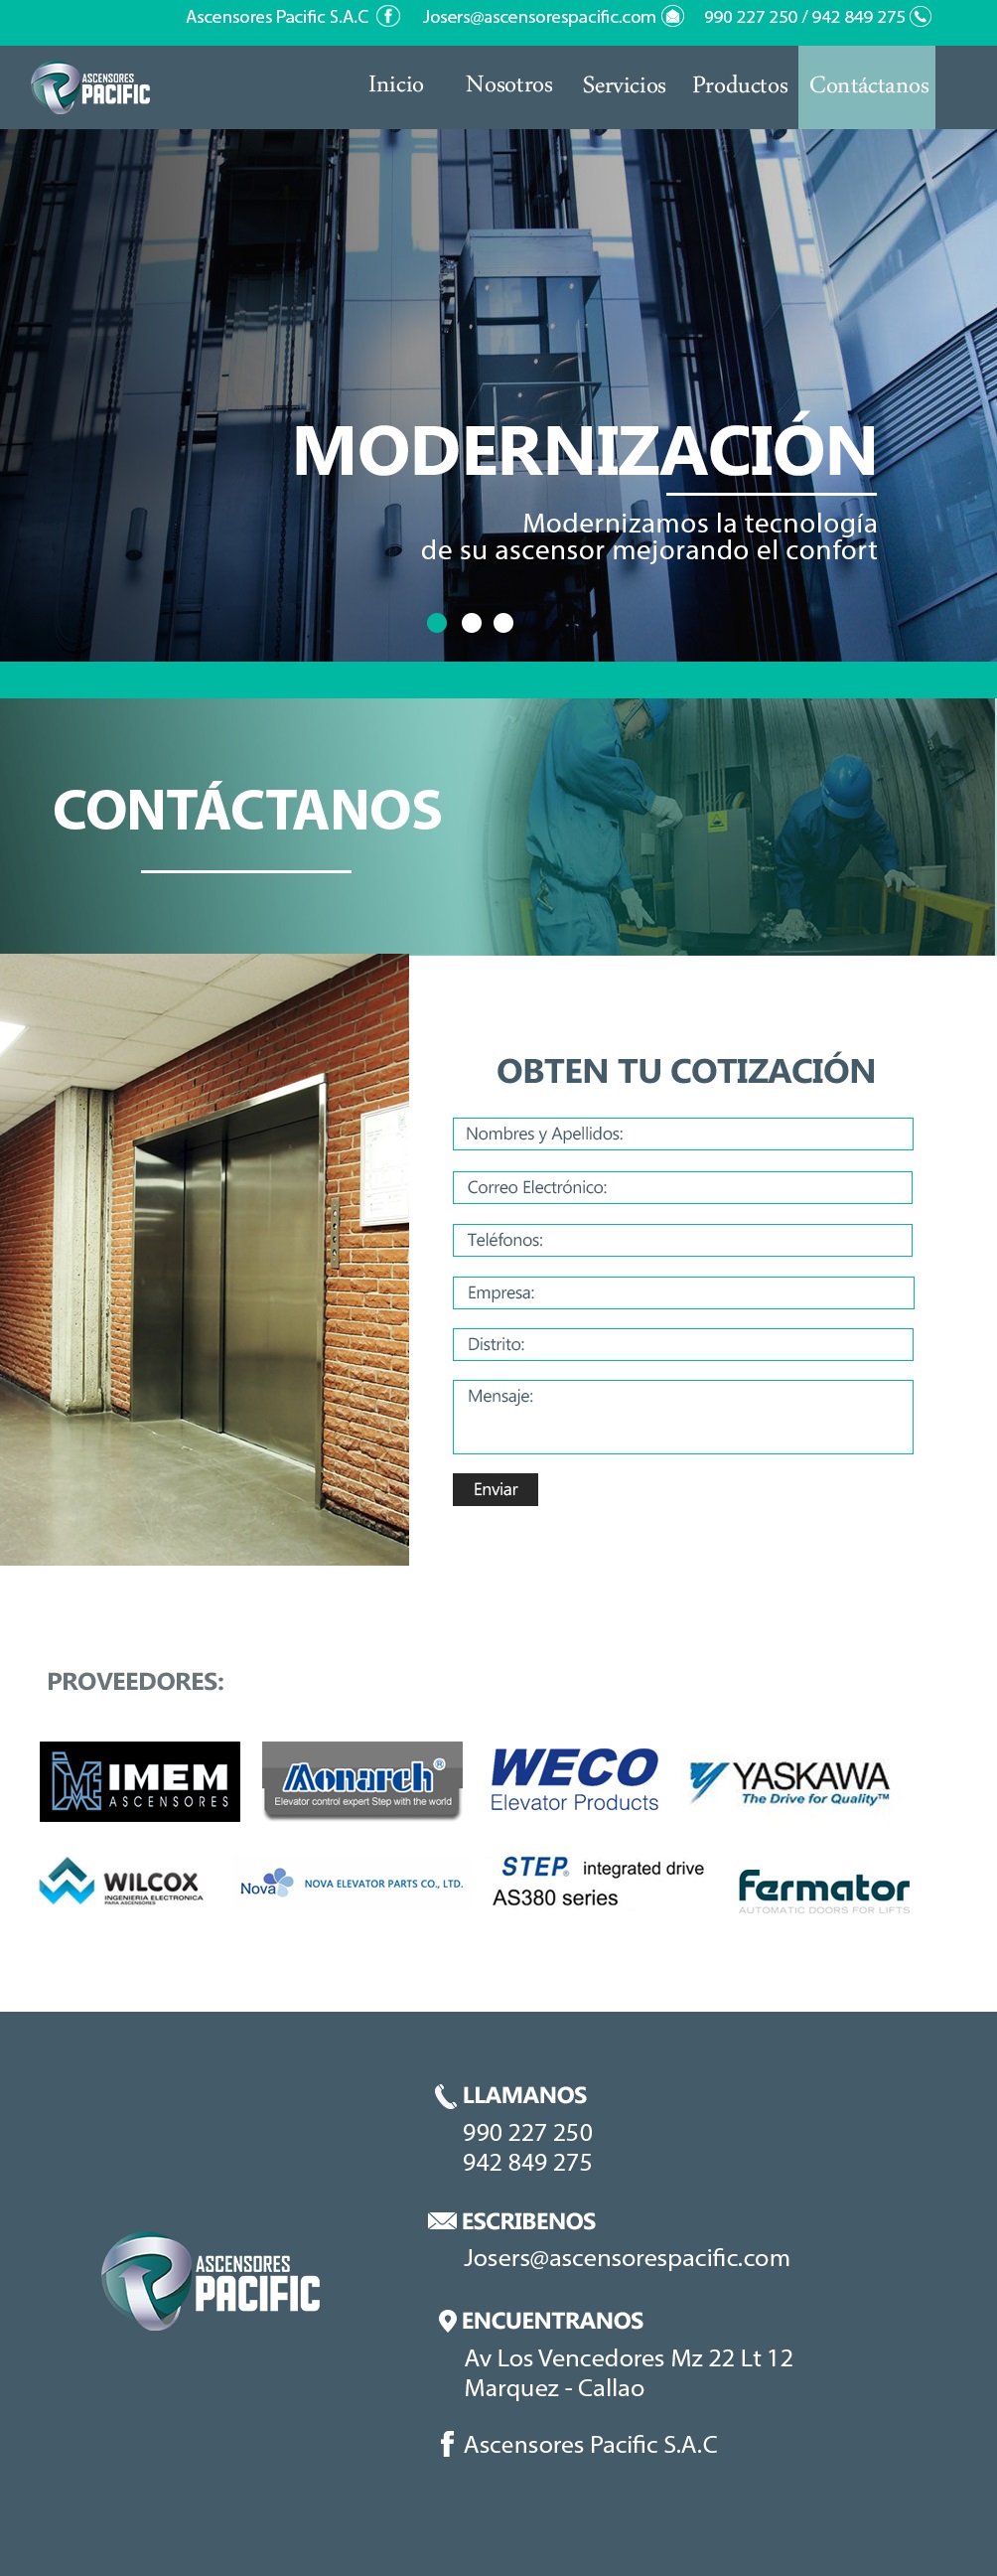 Ascensores Pacific S.A.C
Josers@ascensorespacific.com
990 227 250 / 942 849 275
ASCENSORES
PACIFIC
Inicio
Nosotros
Servicios
Productos
Contáctanos
MODERNIZACIÓN
Modernizamos la tecnología
de su ascensor mejorando el confort
CONTÁCTANOS
OBTEN TU COTIZACIÓN
Nombres y Apellidos:
Correo Electrónico:
Teléfonos:
Empresa:
Distrito:
Mensaje:
Enviar
PROVEEDORES:
IMEM
ASCENSORES
Monarch®
Elevator control expert Step with the world
WECO
Elevator Products
YASKAWA
The Drive for Quality™
WILCOX
INGENIERIA ELECTRONICA
PARA ASCENSORES
Nova
NOVA ELEVATOR PARTS CO., LTD.
STEP® integrated drive
AS380 series
fermator
AUTOMATIC DOORS FOR LIFTS
LLAMANOS
990 227 250
942 849 275
ESCRIBENOS
Josers@ascensorespacific.com
ASCENSORES
PACIFIC
ENCUENTRANOS
Av Los Vencedores Mz 22 Lt 12
Marquez - Callao
Ascensores Pacific S.A.C